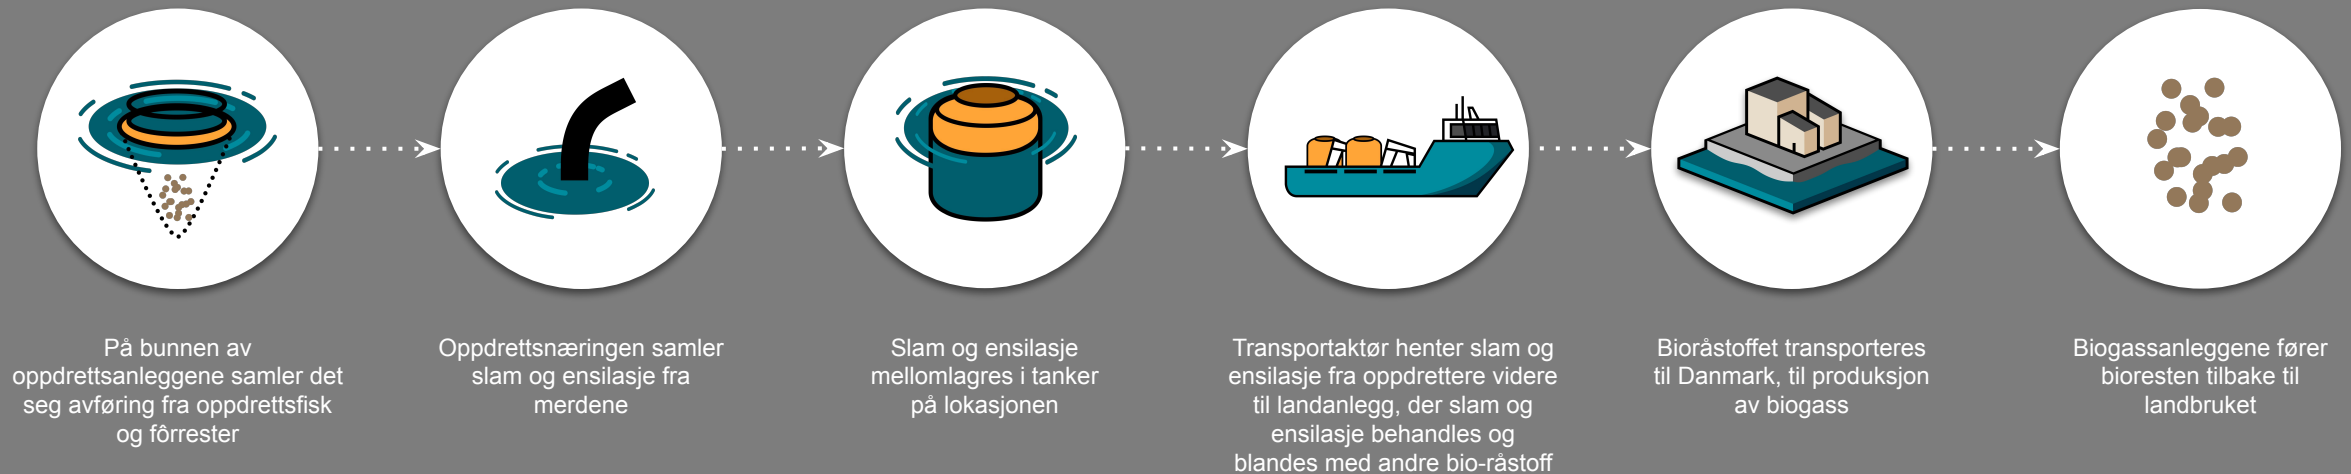 På bunnen av
oppdrettsanleggene samler det
seg avføring fra oppdrettsfisk
og fôrrester
Oppdrettsnæringen samler
slam og ensilasje fra
merdene
Slam og ensilasje
mellomlagres i tanker
på lokasjonen
Transportaktør henter slam og
ensilasje fra oppdrettere videre
til landanlegg, der slam og
ensilasje behandles og
blandes med andre bio-råstoff
Bioråstoffet transporteres
til Danmark, til produksjon
av biogass
Biogassanleggene fører
bioresten tilbake til
landbruket